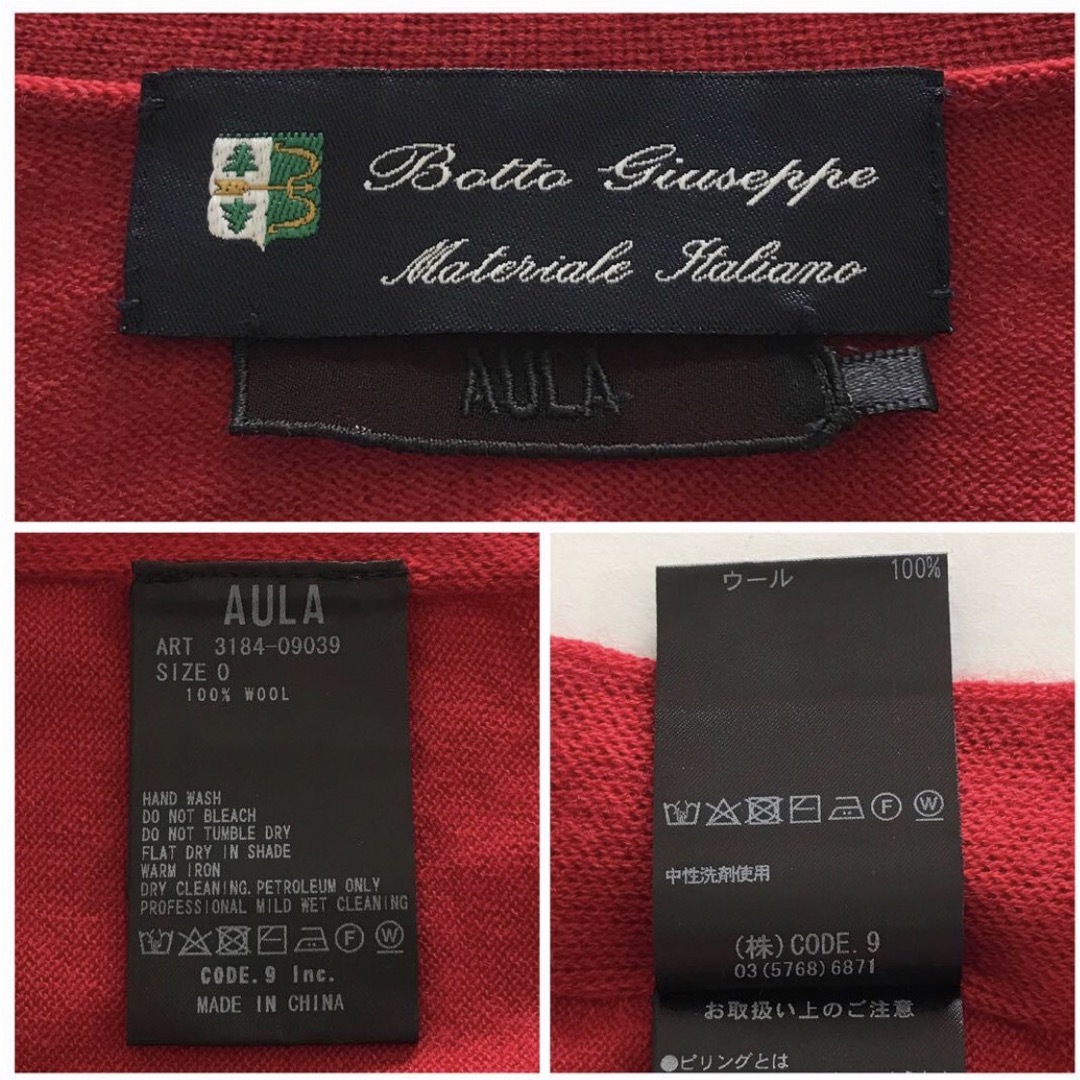 Botto Giuseppe
Materiale Italiano
AULA
AULA
ART 3184-09039
SIZE 0
100% WOOL
HAND WASH
DO NOT BLEACH
DO NOT TUMBLE DRY
FLAT DRY IN SHADE
WARM IRON
DRY CLEANING. PETROLEUM ONLY
PROFESSIONAL MILD WET CLEANING
F W
CODE. 9 Inc.
MADE IN CHINA
ウール 100%
F W
中性洗剤使用
(株) CODE. 9
03 (5768) 6871
お取扱い上のご注意
●ピリングとは